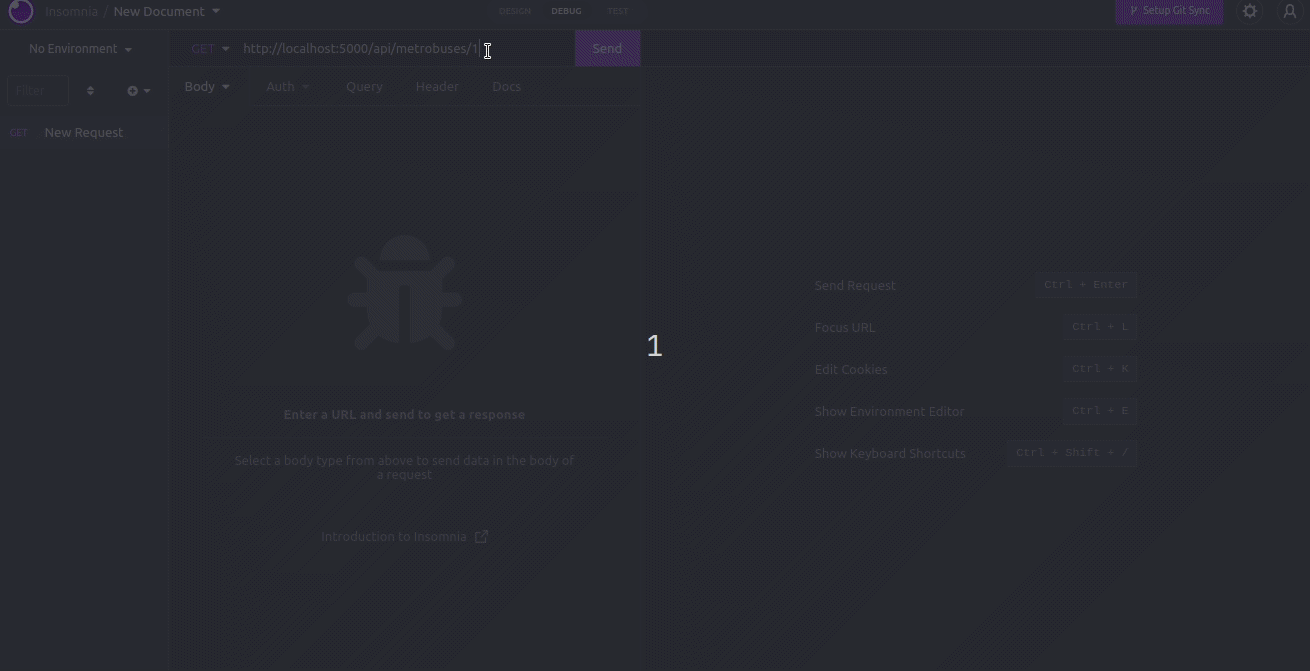 Insomnia / New Document
DESIGN DEBUG TEST
Setup Git Sync
No Environment
GET http://localhost:5000/api/metrobuses/1 Send
Filter
Body Auth Query Header Docs
GET New Request
Send Request Ctrl + Enter
Focus URL Ctrl + L
1
Edit Cookies Ctrl + K
Show Environment Editor Ctrl + E
Show Keyboard Shortcuts Ctrl + Shift + /
Enter a URL and send to get a response
Select a body type from above to send data in the body of
a request
Introduction to Insomnia